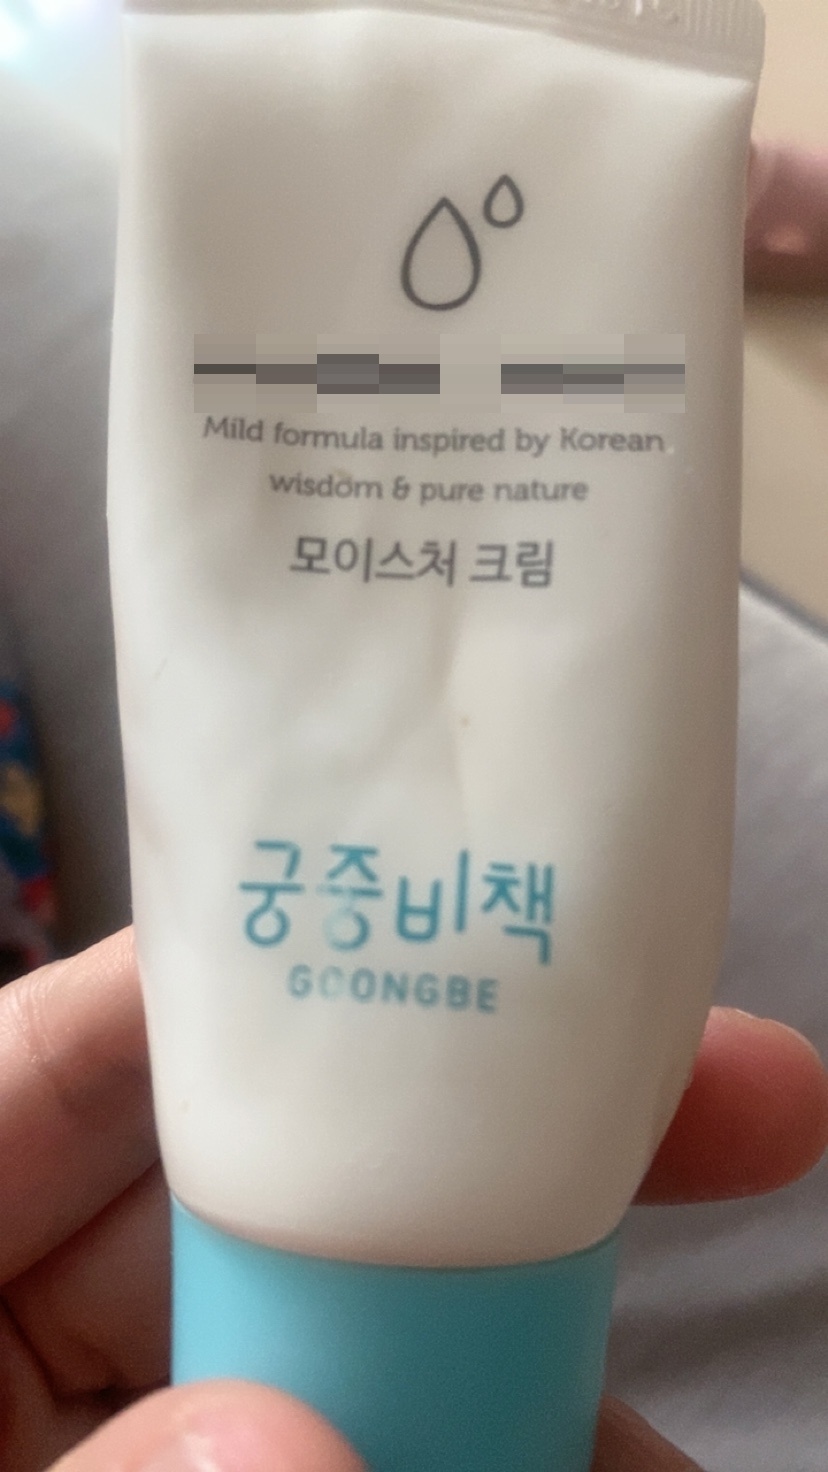 Mild formula inspired by Korean
wisdom & pure nature
모이스처 크림
궁중비책
GOONGBE